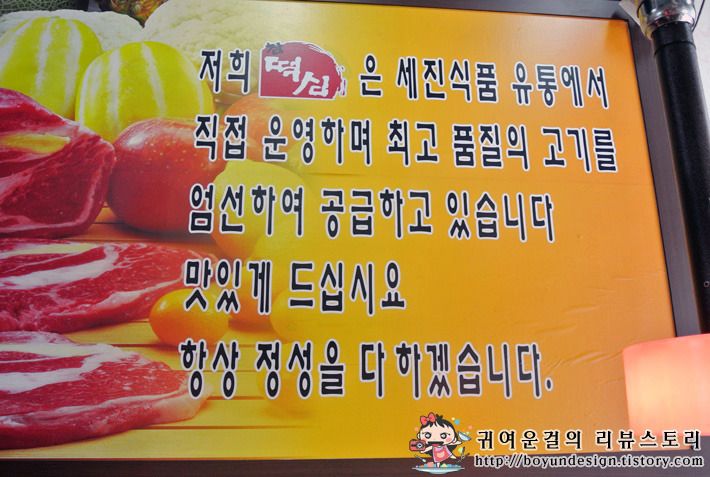 저희 떡심은 세진식품 유통에서
직접 운영하며 최고 품질의 고기를
엄선하여 공급하고 있습니다
맛있게 드십시요
항상 정성을 다 하겠습니다.
귀여운걸의 리뷰스토리
http://boyundesign.tistory.com/